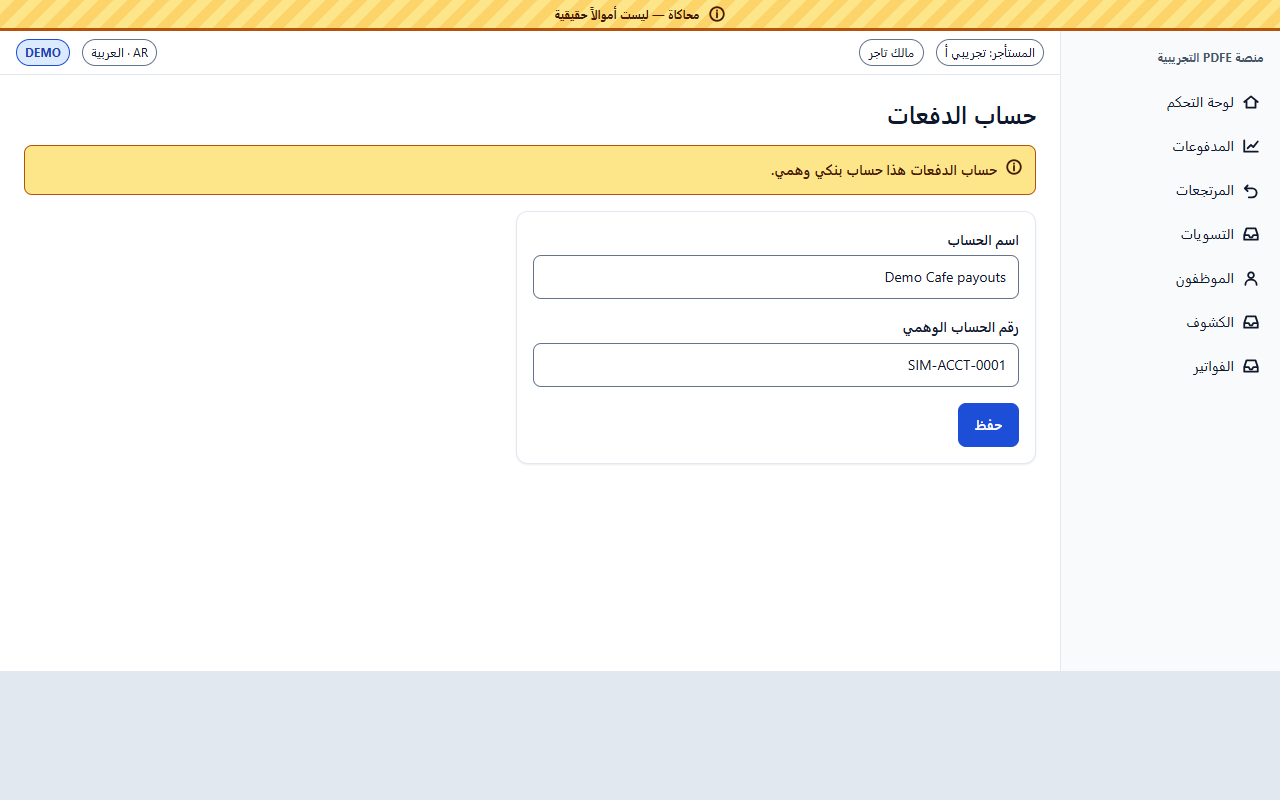 محاكاة — ليست أموالاً حقيقية
منصة PDFE التجريبية
لوحة التحكم
المدفوعات
المرتجعات
التسويات
الموظفون
الكشوف
الفواتير
المستأجر: تجريبي أ
مالك تاجر
AR · العربية
DEMO
حساب الدفعات
حساب الدفعات هذا حساب بنكي وهمي.
اسم الحساب
Demo Cafe payouts
رقم الحساب الوهمي
SIM-ACCT-0001
حفظ